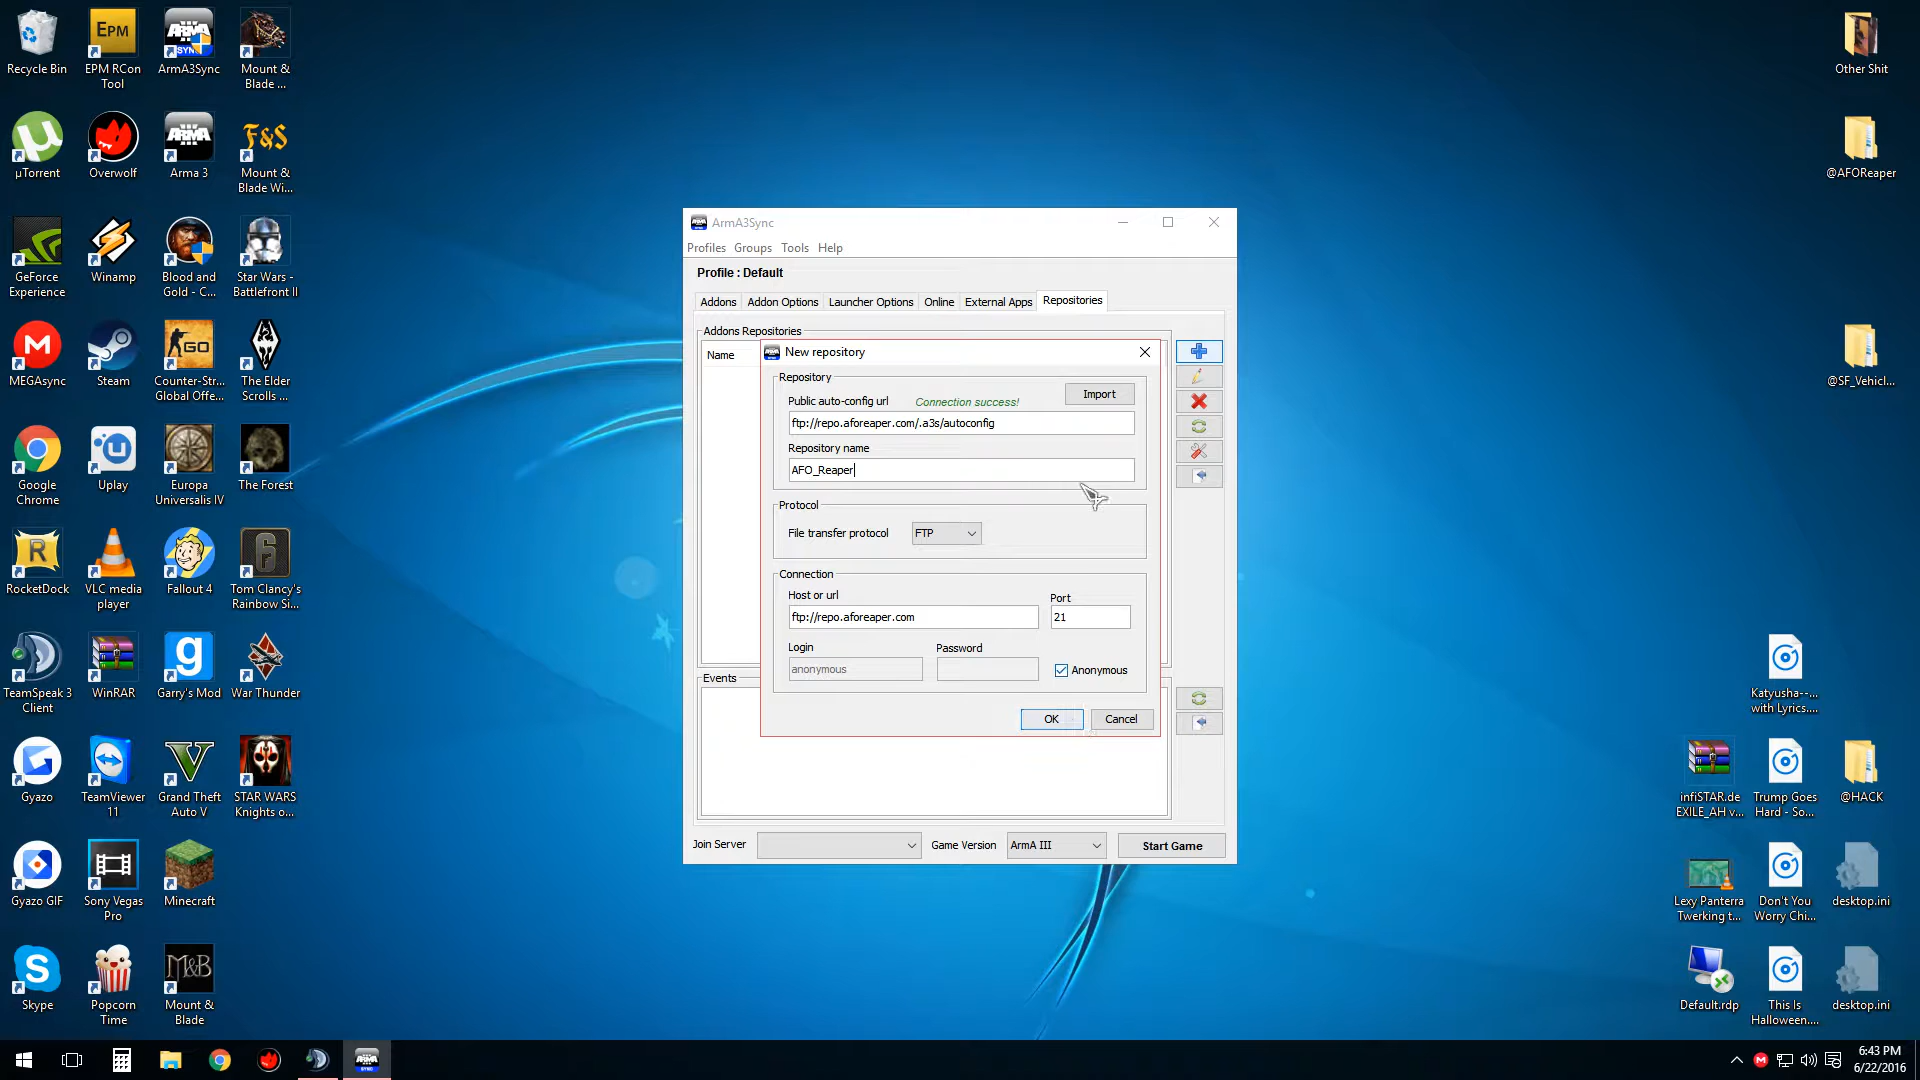 Recycle Bin
EPM
EPM RCon
Tool
ARMA
SYNC
ArmA3Sync
Mount &
Blade ...
µTorrent
Overwolf
ARMA
III
Arma 3
F&S
Mount &
Blade Wi...
GeForce
Experience
Winamp
Blood and
Gold - C...
Star Wars -
Battlefront II
M
MEGAsync
Steam
GO
Counter-Str...
Global Offe...
The Elder
Scrolls ...
Google
Chrome
Uplay
Europa
Universalis IV
The Forest
R
RocketDock
VLC media
player
Fallout 4
6
Tom Clancy's
Rainbow Si...
TeamSpeak 3
Client
WinRAR
g
Garry's Mod
War Thunder
Gyazo
TeamViewer
11
V
Grand Theft
Auto V
STAR WARS
Knights o...
Gyazo GIF
Sony Vegas
Pro
Minecraft
S
Skype
Popcorn
Time
M&B
Mount &
Blade
ArmA3Sync
Profiles Groups Tools Help
Profile : Default
Addons Addon Options Launcher Options Online External Apps Repositories
Addons Repositories
Name
New repository
Repository
Public auto-config url Connection success! Import
ftp://repo.aforeaper.com/.a3s/autoconfig
Repository name
AFO_Reaper
Protocol
File transfer protocol FTP
Connection
Host or url Port
ftp://repo.aforeaper.com 21
Login Password
anonymous Anonymous
OK Cancel
Events
Join Server Game Version ArmA III Start Game
Other Shit
@AFOReaper
@SF_Vehicl...
Katyusha--...
with Lyrics....
infiSTAR.de
EXILE_AH v...
Trump Goes
Hard - So...
@HACK
Lexy Panterra
Twerking t...
Don't You
Worry Chi...
desktop.ini
Default.rdp
This Is
Halloween....
desktop.ini
6:43 PM
6/22/2016